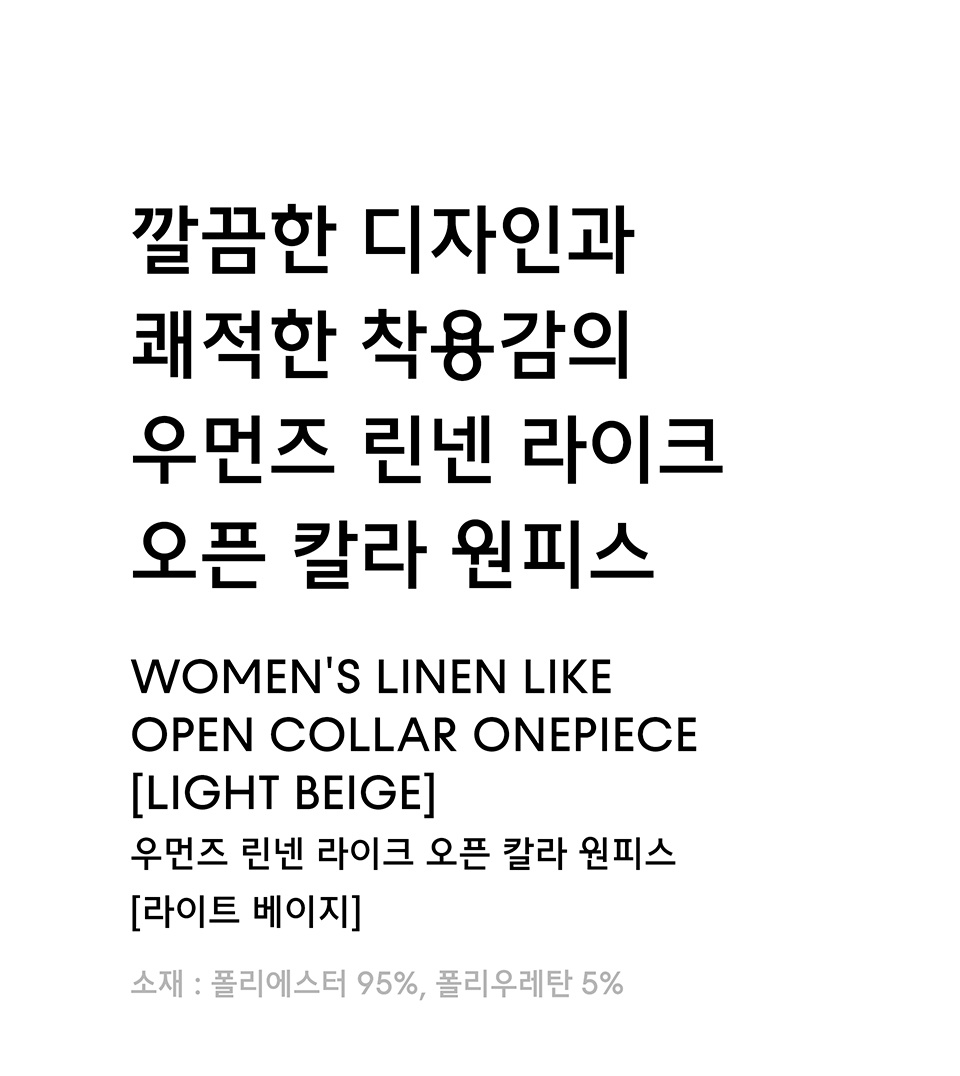 깔끔한 디자인과
쾌적한 착용감의
우먼즈 린넨 라이크
오픈 칼라 원피스
WOMEN'S LINEN LIKE
OPEN COLLAR ONEPIECE
[LIGHT BEIGE]
우먼즈 린넨 라이크 오픈 칼라 원피스
[라이트 베이지]
소재 : 폴리에스터 95%, 폴리우레탄 5%